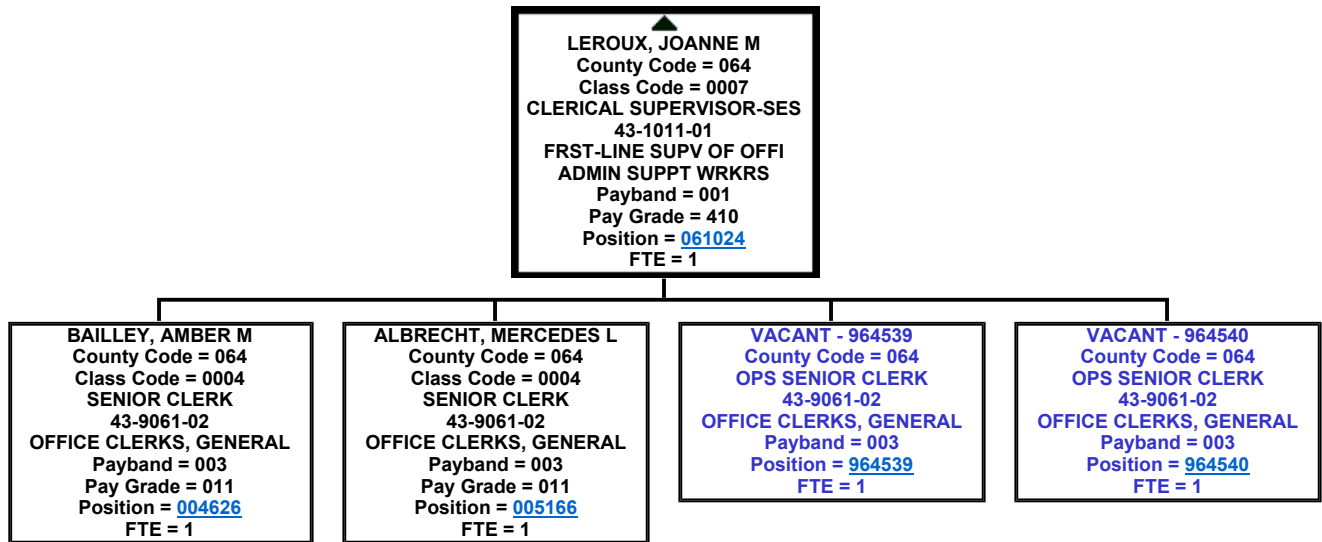 LEROUX, JOANNE M
County Code = 064
Class Code = 0007
CLERICAL SUPERVISOR-SES
43-1011-01
FRST-LINE SUPV OF OFFI
ADMIN SUPPT WRKRS
Payband = 001
Pay Grade = 410
Position = 061024
FTE = 1
BAILLEY, AMBER M
County Code = 064
Class Code = 0004
SENIOR CLERK
43-9061-02
OFFICE CLERKS, GENERAL
Payband = 003
Pay Grade = 011
Position = 004626
FTE = 1
ALBRECHT, MERCEDES L
County Code = 064
Class Code = 0004
SENIOR CLERK
43-9061-02
OFFICE CLERKS, GENERAL
Payband = 003
Pay Grade = 011
Position = 005166
FTE = 1
VACANT - 964539
County Code = 064
OPS SENIOR CLERK
43-9061-02
OFFICE CLERKS, GENERAL
Payband = 003
Position = 964539
FTE = 1
VACANT - 964540
County Code = 064
OPS SENIOR CLERK
43-9061-02
OFFICE CLERKS, GENERAL
Payband = 003
Position = 964540
FTE = 1